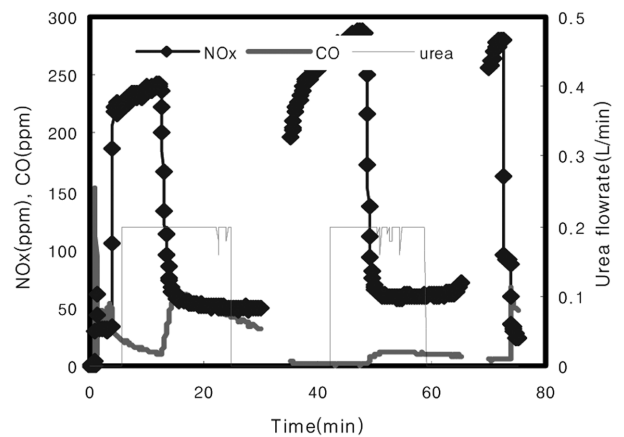 300
250
200
150
100
50
0
NOx(ppm), CO(ppm)
NOx CO urea
0.5
0.4
0.3
0.2
0.1
0
Urea flowrate(L/min)
0 20 40 60 80
Time(min)